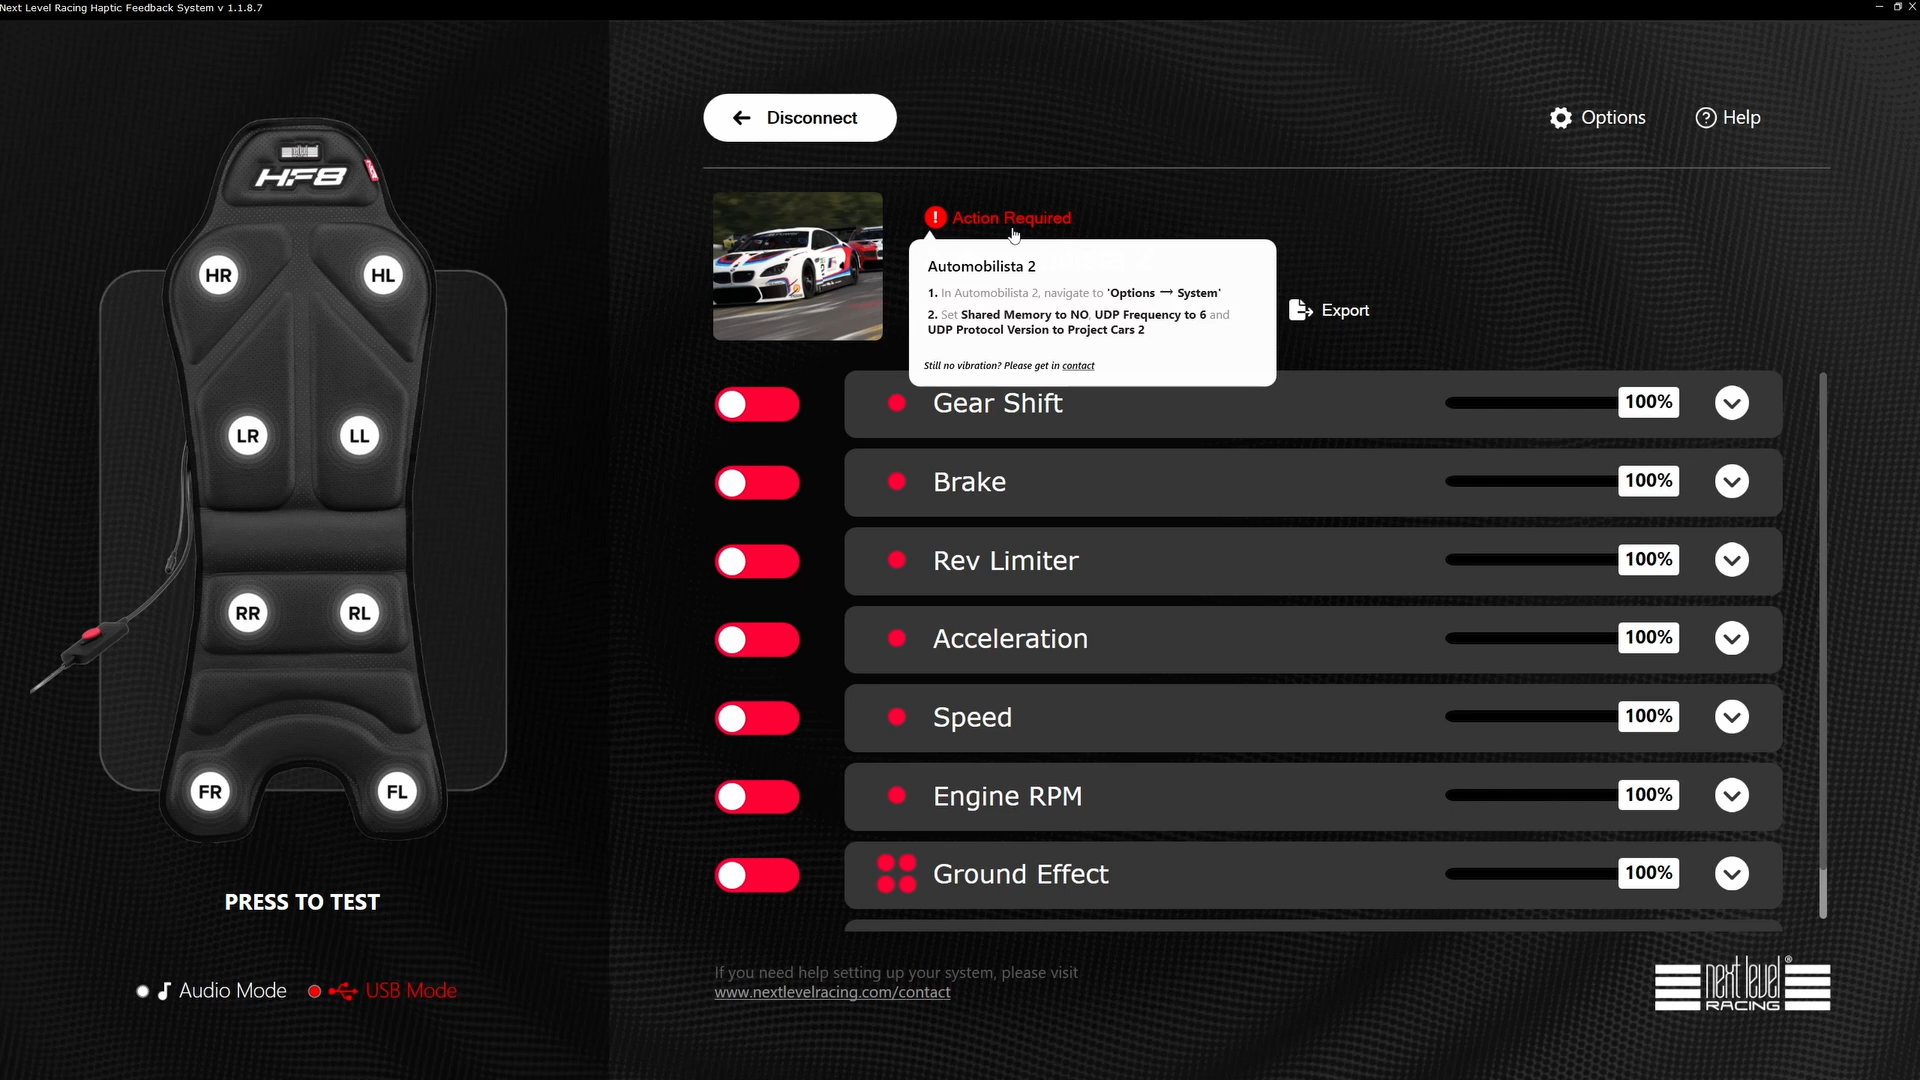 Next Level Racing Haptic Feedback System v 1.1.8.7
Disconnect
Options
Help
HF8
HR
HL
LR
LL
RR
RL
FR
FL
PRESS TO TEST
Audio Mode
USB Mode
Action Required
Automobilista 2
1. In Automobilista 2, navigate to 'Options → System'
2. Set Shared Memory to NO, UDP Frequency to 6 and
UDP Protocol Version to Project Cars 2
Still no vibration? Please get in contact
Export
Gear Shift
100%
Brake
100%
Rev Limiter
100%
Acceleration
100%
Speed
100%
Engine RPM
100%
Ground Effect
100%
If you need help setting up your system, please visit
www.nextlevelracing.com/contact
next level®
RACING